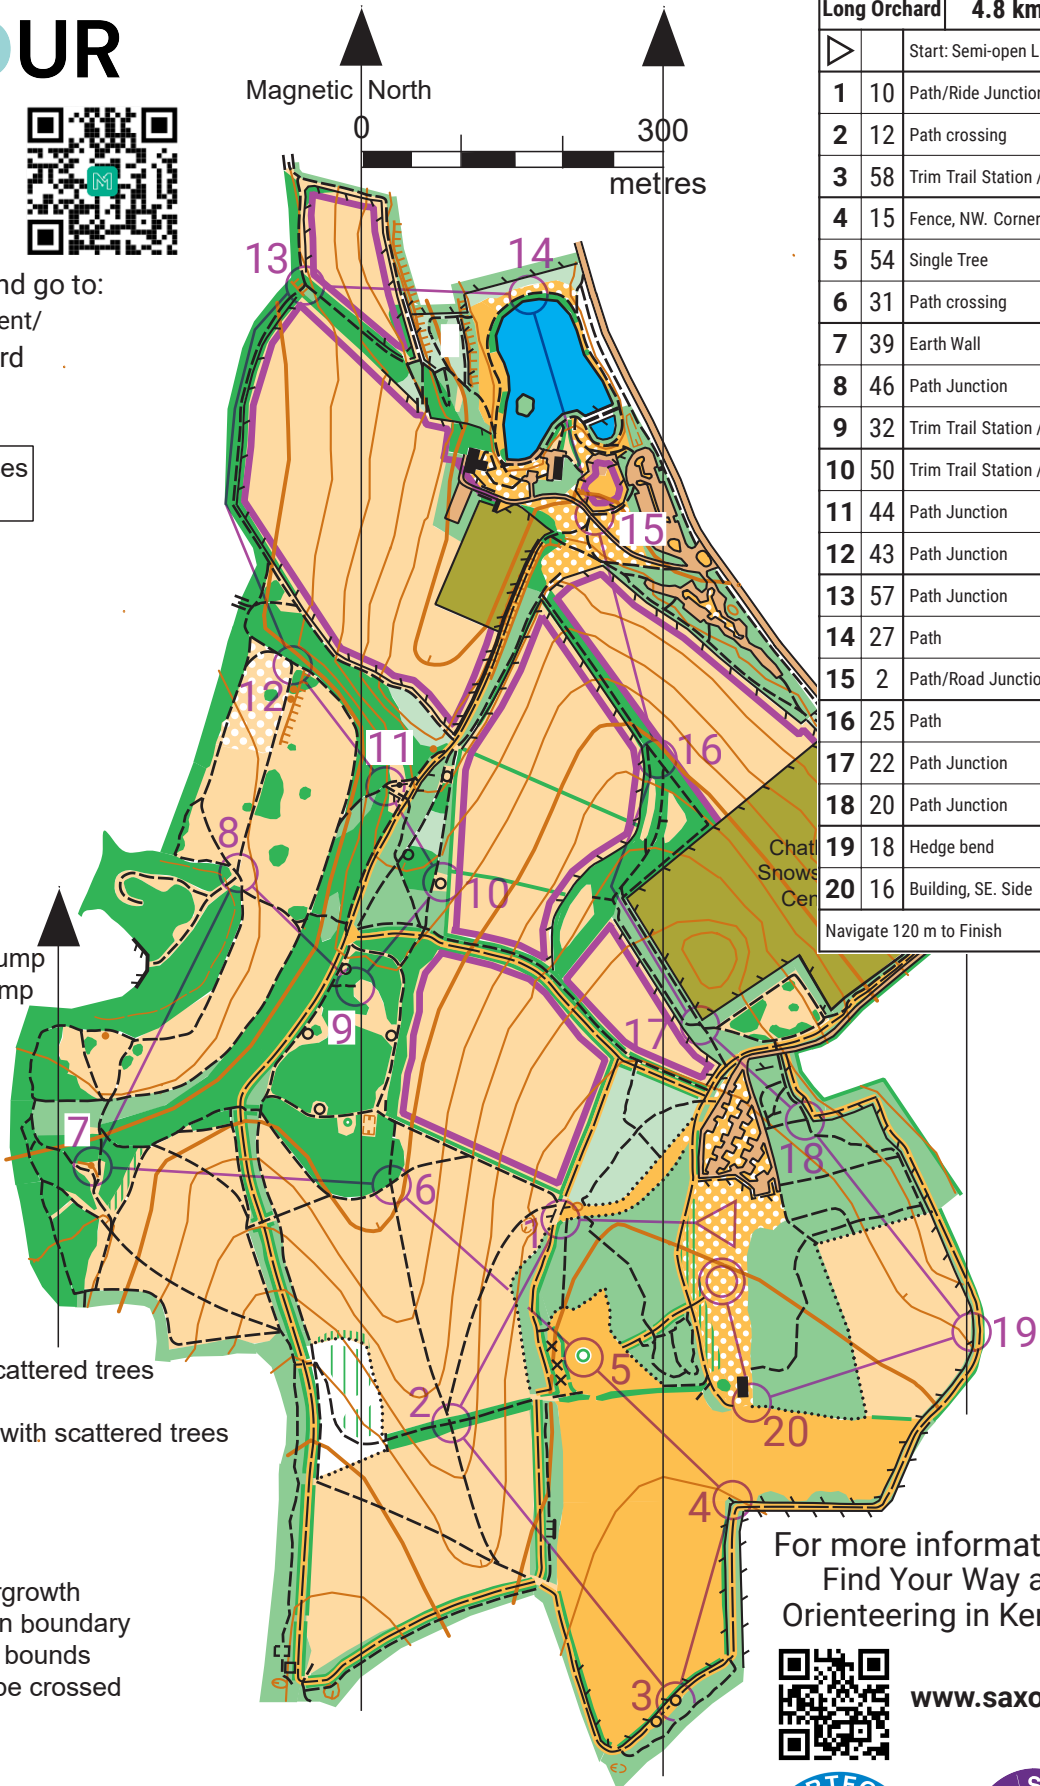 OUR
Magnetic North
0 300
metres
nd go to:
ent/
rd
es
Long Orchard 4.8 km
Start: Semi-open L
1 10 Path/Ride Junction
2 12 Path crossing
3 58 Trim Trail Station /
4 15 Fence, NW. Corner
5 54 Single Tree
6 31 Path crossing
7 39 Earth Wall
8 46 Path Junction
9 32 Trim Trail Station /
10 50 Trim Trail Station /
11 44 Path Junction
12 43 Path Junction
13 57 Path Junction
14 27 Path
15 2 Path/Road Junctio
16 25 Path
17 22 Path Junction
18 20 Path Junction
19 18 Hedge bend
20 16 Building, SE. Side
Navigate 120 m to Finish
13
14
15
12
11
16
8
10
Chat
Snows
Cen
ump
mp
9
17
7
18
6
1
19
5
2
20
4
3
cattered trees
with scattered trees
rgrowth
n boundary
bounds
be crossed
For more informat
Find Your Way a
Orienteering in Ke
www.saxo